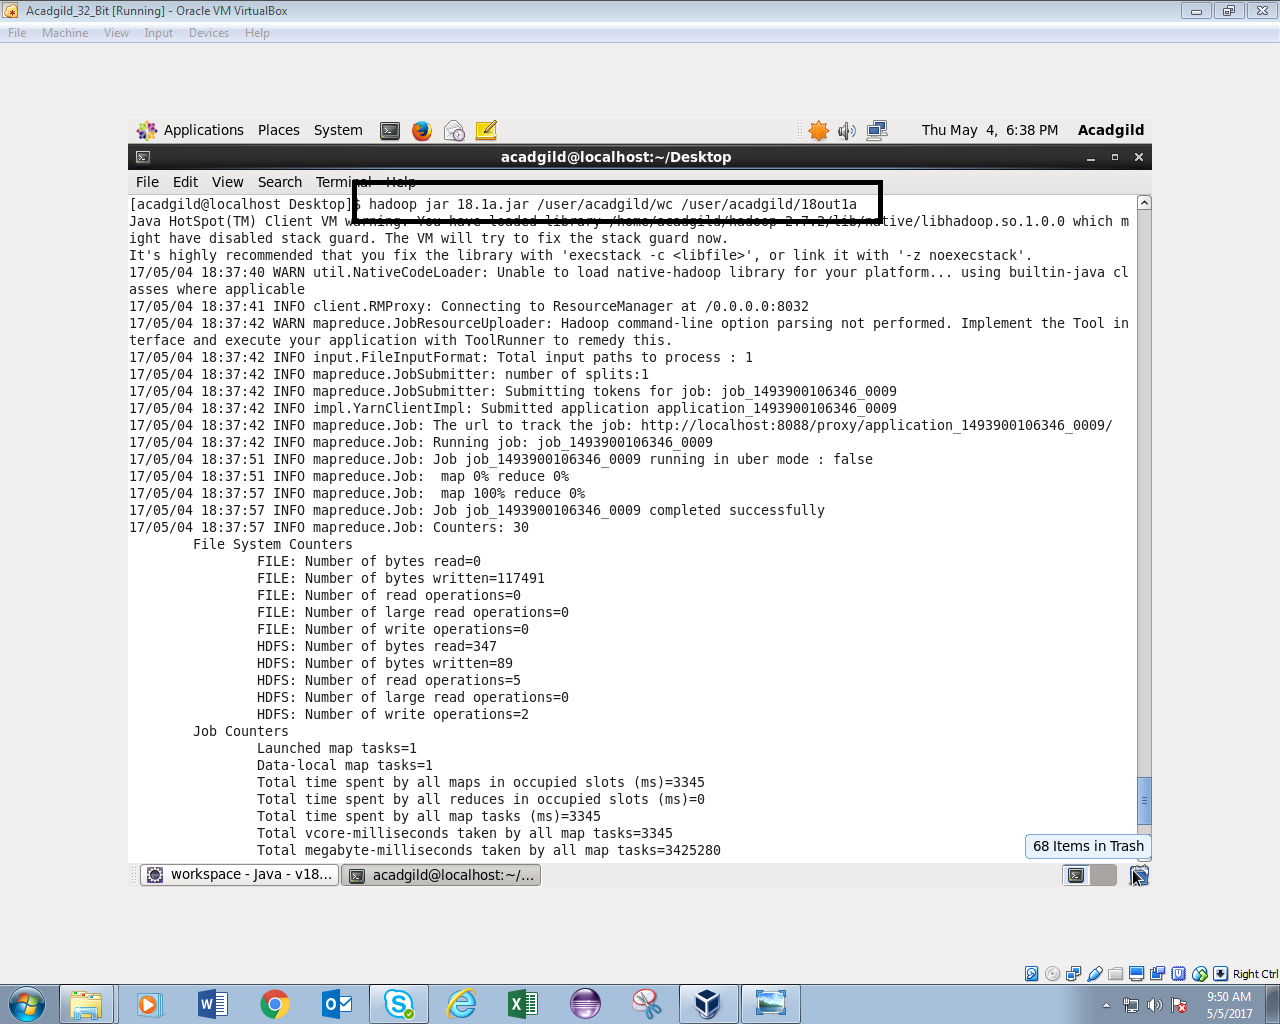 Acadgild_32_Bit [Running] - Oracle VM VirtualBox
File Machine View Input Devices Help
Applications Places System Thu May 4, 6:38 PM Acadgild
acadgild@localhost:~/Desktop
File Edit View Search Terminal Help
[acadgild@localhost Desktop]$ hadoop jar 18.1a.jar /user/acadgild/wc /user/acadgild/18out1a
Java HotSpot(TM) Client VM warning: You have loaded library /home/acadgild/hadoop-2.7.2/lib/native/libhadoop.so.1.0.0 which m
ight have disabled stack guard. The VM will try to fix the stack guard now.
It's highly recommended that you fix the library with 'execstack -c <libfile>', or link it with '-z noexecstack'.
17/05/04 18:37:40 WARN util.NativeCodeLoader: Unable to load native-hadoop library for your platform... using builtin-java cl
asses where applicable
17/05/04 18:37:41 INFO client.RMProxy: Connecting to ResourceManager at /0.0.0.0:8032
17/05/04 18:37:42 WARN mapreduce.JobResourceUploader: Hadoop command-line option parsing not performed. Implement the Tool in
terface and execute your application with ToolRunner to remedy this.
17/05/04 18:37:42 INFO input.FileInputFormat: Total input paths to process : 1
17/05/04 18:37:42 INFO mapreduce.JobSubmitter: number of splits:1
17/05/04 18:37:42 INFO mapreduce.JobSubmitter: Submitting tokens for job: job_1493900106346_0009
17/05/04 18:37:42 INFO impl.YarnClientImpl: Submitted application application_1493900106346_0009
17/05/04 18:37:42 INFO mapreduce.Job: The url to track the job: http://localhost:8088/proxy/application_1493900106346_0009/
17/05/04 18:37:42 INFO mapreduce.Job: Running job: job_1493900106346_0009
17/05/04 18:37:51 INFO mapreduce.Job: Job job_1493900106346_0009 running in uber mode : false
17/05/04 18:37:51 INFO mapreduce.Job:  map 0% reduce 0%
17/05/04 18:37:57 INFO mapreduce.Job:  map 100% reduce 0%
17/05/04 18:37:57 INFO mapreduce.Job: Job job_1493900106346_0009 completed successfully
17/05/04 18:37:57 INFO mapreduce.Job: Counters: 30
File System Counters
FILE: Number of bytes read=0
FILE: Number of bytes written=117491
FILE: Number of read operations=0
FILE: Number of large read operations=0
FILE: Number of write operations=0
HDFS: Number of bytes read=347
HDFS: Number of bytes written=89
HDFS: Number of read operations=5
HDFS: Number of large read operations=0
HDFS: Number of write operations=2
Job Counters
Launched map tasks=1
Data-local map tasks=1
Total time spent by all maps in occupied slots (ms)=3345
Total time spent by all reduces in occupied slots (ms)=0
Total time spent by all map tasks (ms)=3345
Total vcore-milliseconds taken by all map tasks=3345
Total megabyte-milliseconds taken by all map tasks=3425280
68 Items in Trash
workspace - Java - v18... acadgild@localhost:~/...
Right Ctrl
9:50 AM
5/5/2017